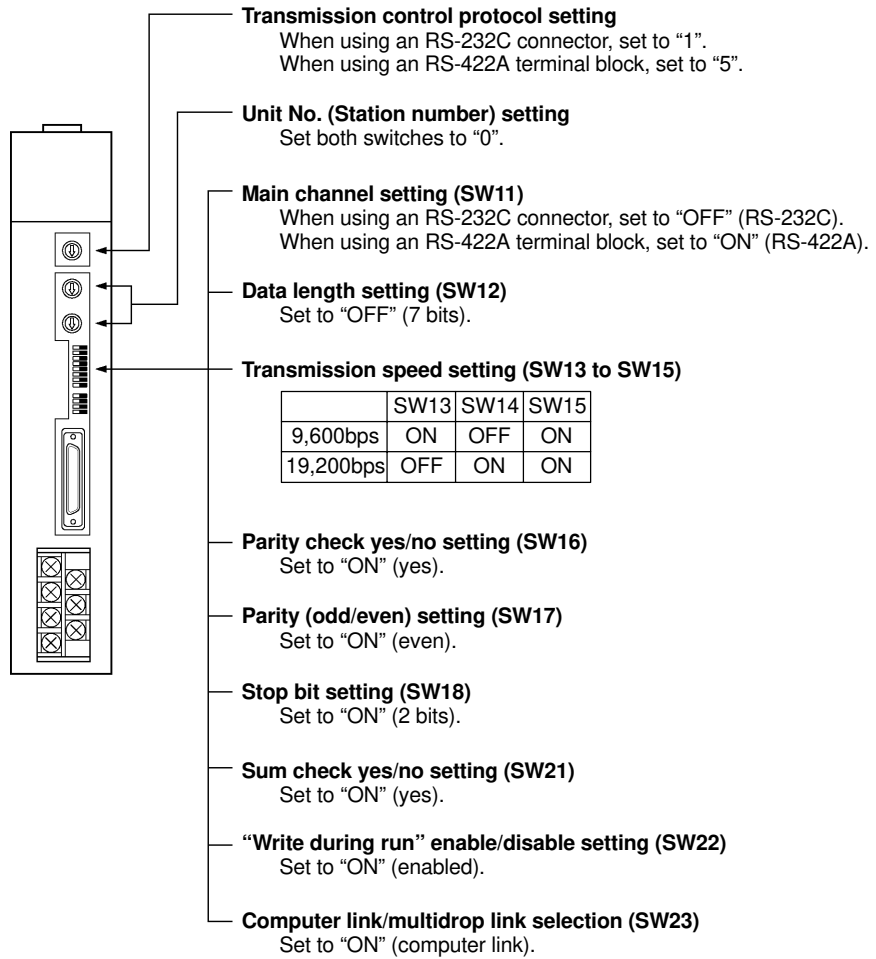 Transmission control protocol setting
When using an RS-232C connector, set to “1”.
When using an RS-422A terminal block, set to “5”.
Unit No. (Station number) setting
Set both switches to “0”.
Main channel setting (SW11)
When using an RS-232C connector, set to “OFF” (RS-232C).
When using an RS-422A terminal block, set to “ON” (RS-422A).
Data length setting (SW12)
Set to “OFF” (7 bits).
Transmission speed setting (SW13 to SW15)
SW13 SW14 SW15
9,600bps ON OFF ON
19,200bps OFF ON ON
Parity check yes/no setting (SW16)
Set to “ON” (yes).
Parity (odd/even) setting (SW17)
Set to “ON” (even).
Stop bit setting (SW18)
Set to “ON” (2 bits).
Sum check yes/no setting (SW21)
Set to “ON” (yes).
“Write during run” enable/disable setting (SW22)
Set to “ON” (enabled).
Computer link/multidrop link selection (SW23)
Set to “ON” (computer link).